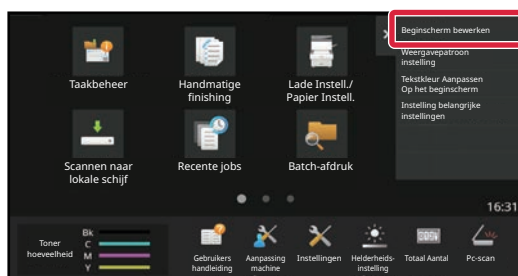 Beginscherm bewerken
Weergavepatroon
instelling
Tekstkleur Aanpassen
Op het beginscherm
Instelling belangrijke
instellingen
Taakbeheer
Handmatige
finishing
Lade Instell./
Papier Instell.
Scannen naar
lokale schijf
Recente jobs
Batch-afdruk
16:31
Toner
hoeveelheid
Bk
C
M
Y
Gebruikers
handleiding
Aanpassing
machine
Instellingen
Helderheids-
instelling
Totaal Aantal
Pc-scan